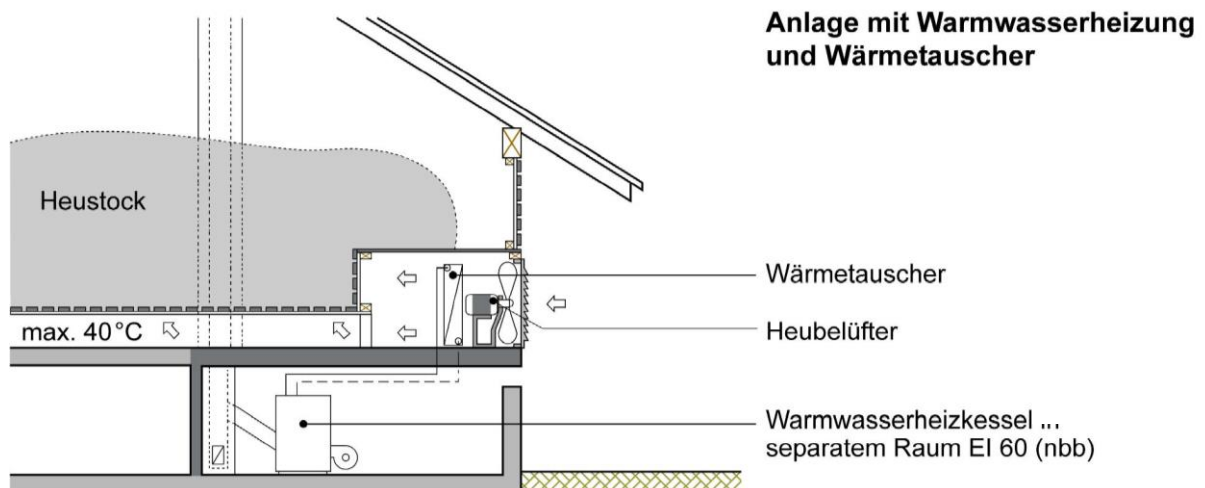 Anlage mit Warmwasserheizung
und Wärmetauscher
Heustock
Wärmetauscher
max. 40°C
Heubelüfter
Warmwasserheizkessel
separatem Raum EI 60 (nbb)